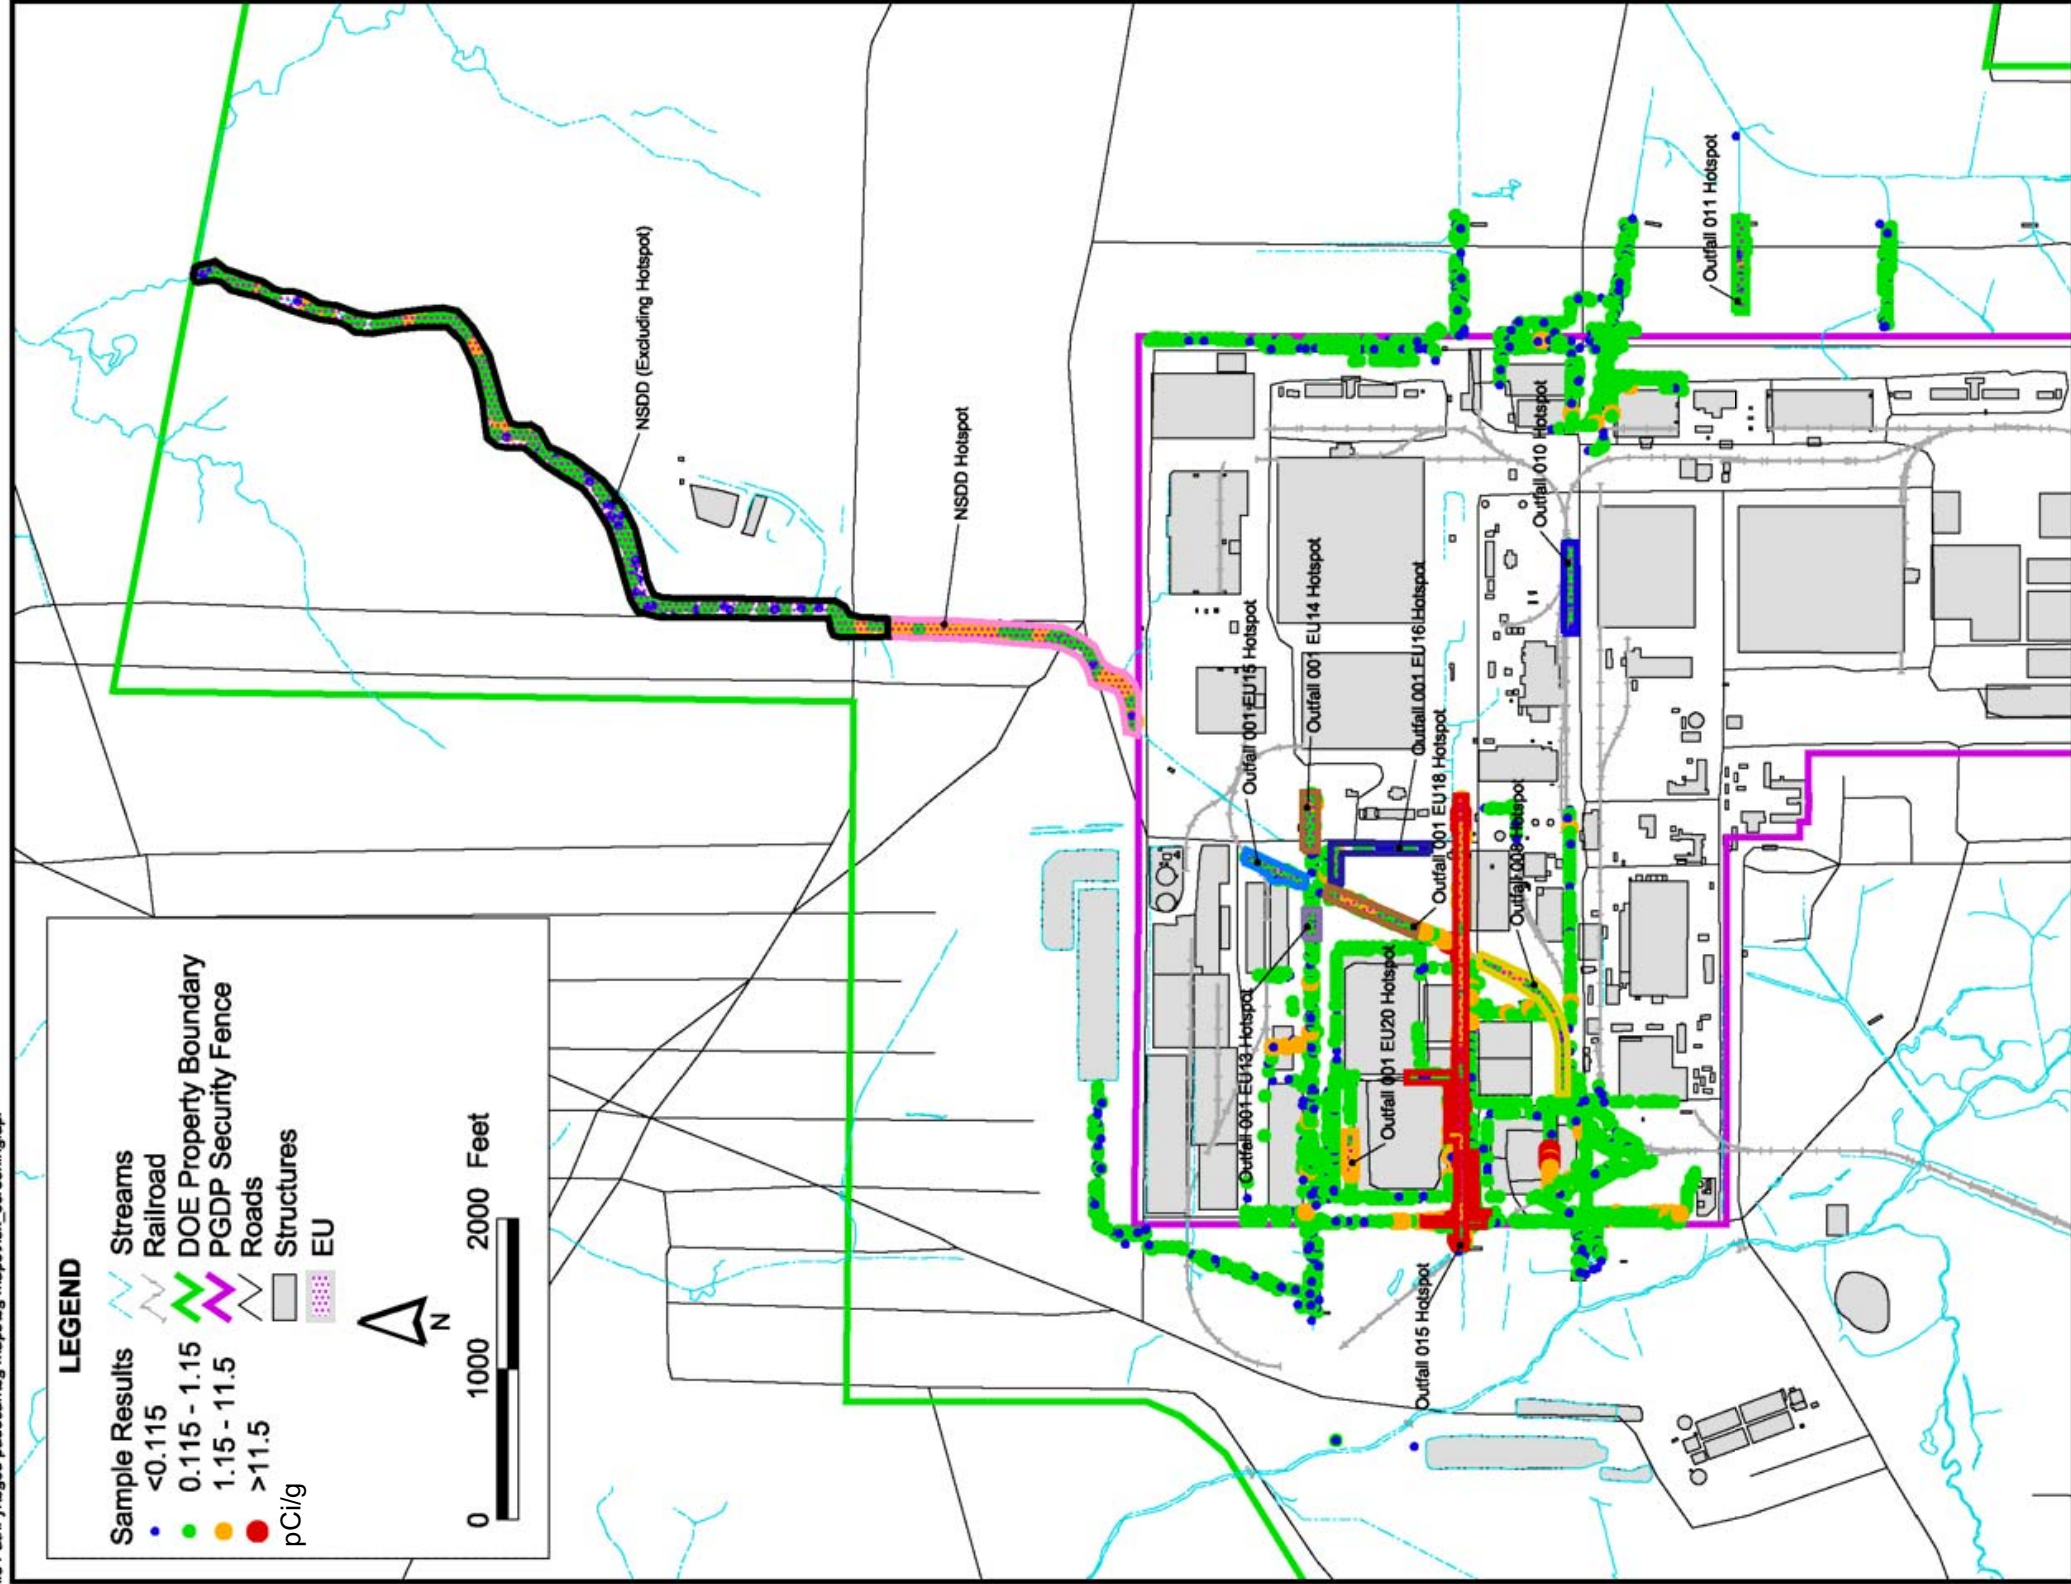 LEGEND
Sample Results
<0.115
0.115 - 1.15
1.15 - 11.5
>11.5
pCi/g
Streams
Railroad
DOE Property Boundary
PGDP Security Fence
Roads
Structures
EU
N
0 1000 2000 Feet
NSDD (Excluding Hotspot)
NSDD Hotspot
Outfall 001 EU15 Hotspot
Outfall 001 EU14 Hotspot
Outfall 001 EU16 Hotspot
Outfall 001 EU18 Hotspot
Outfall 008 Hotspot
Outfall 010 Hotspot
Outfall 011 Hotspot
Outfall 001 EU13 Hotspot
Outfall 001 EU20 Hotspot
Outfall 015 Hotspot